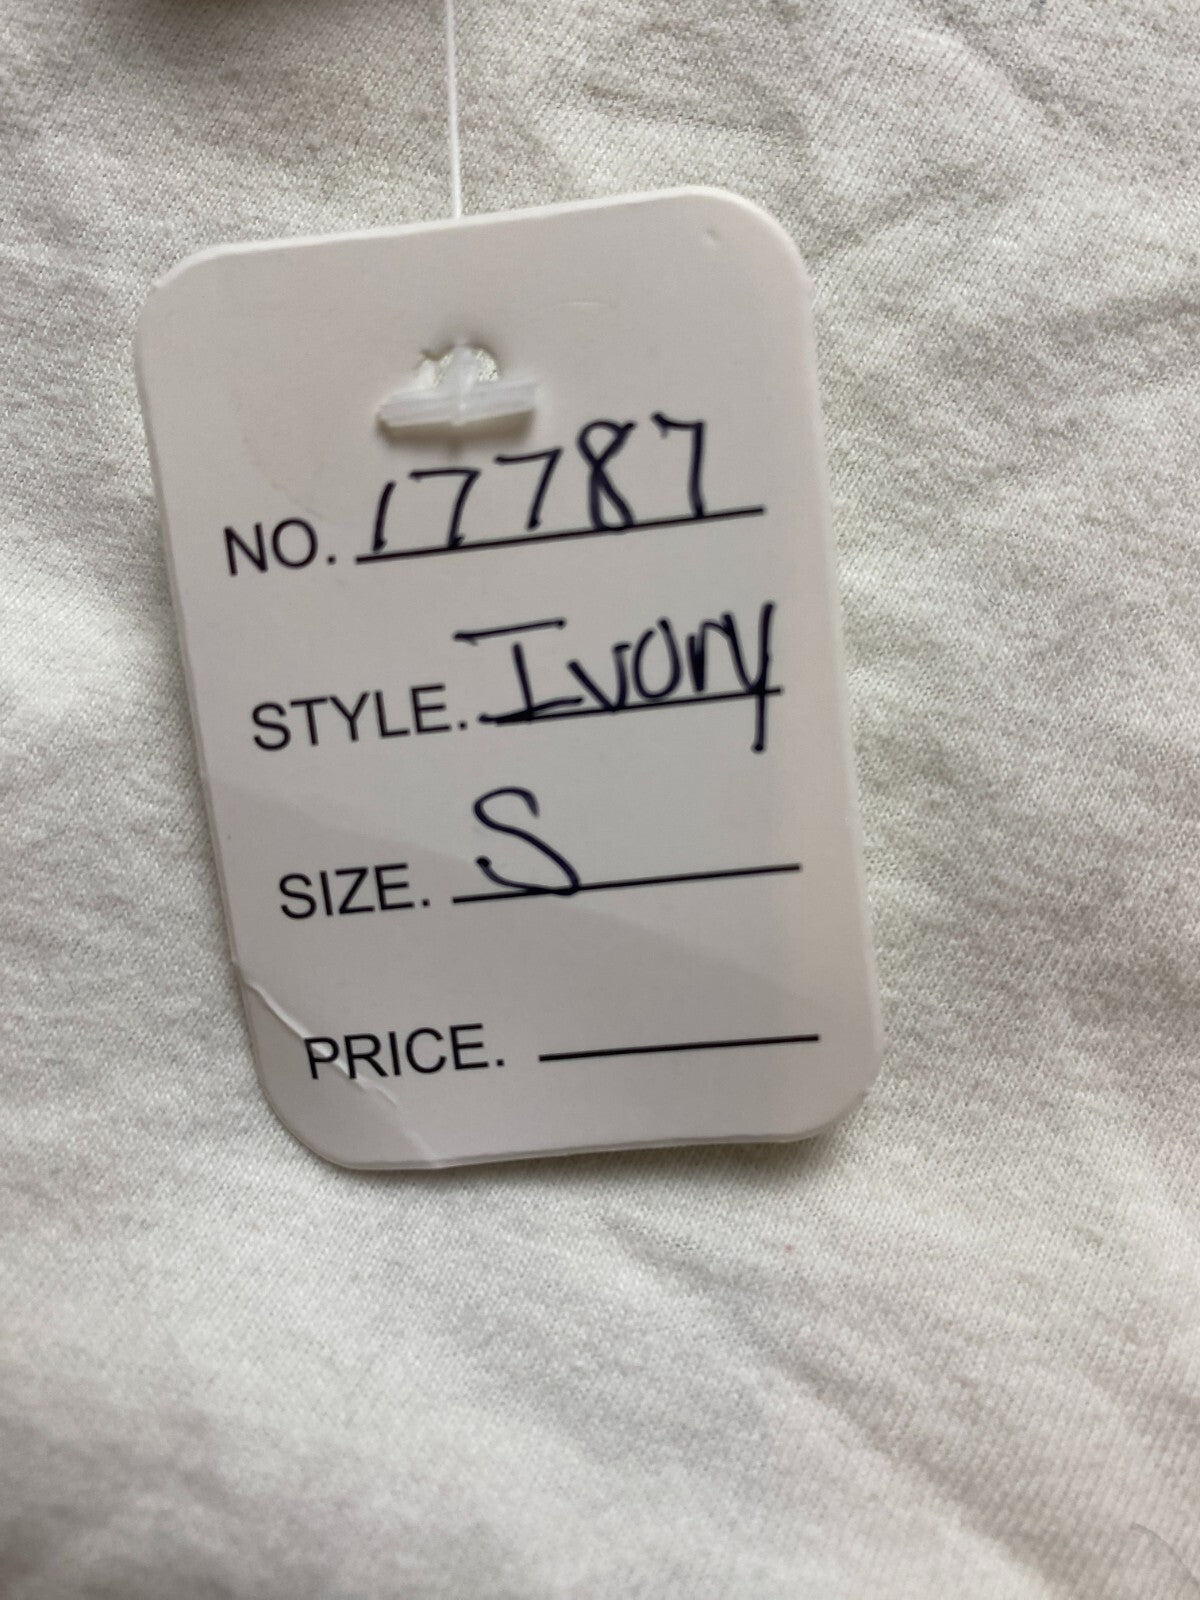 NO. 17787
STYLE. Ivory
SIZE. S
PRICE.